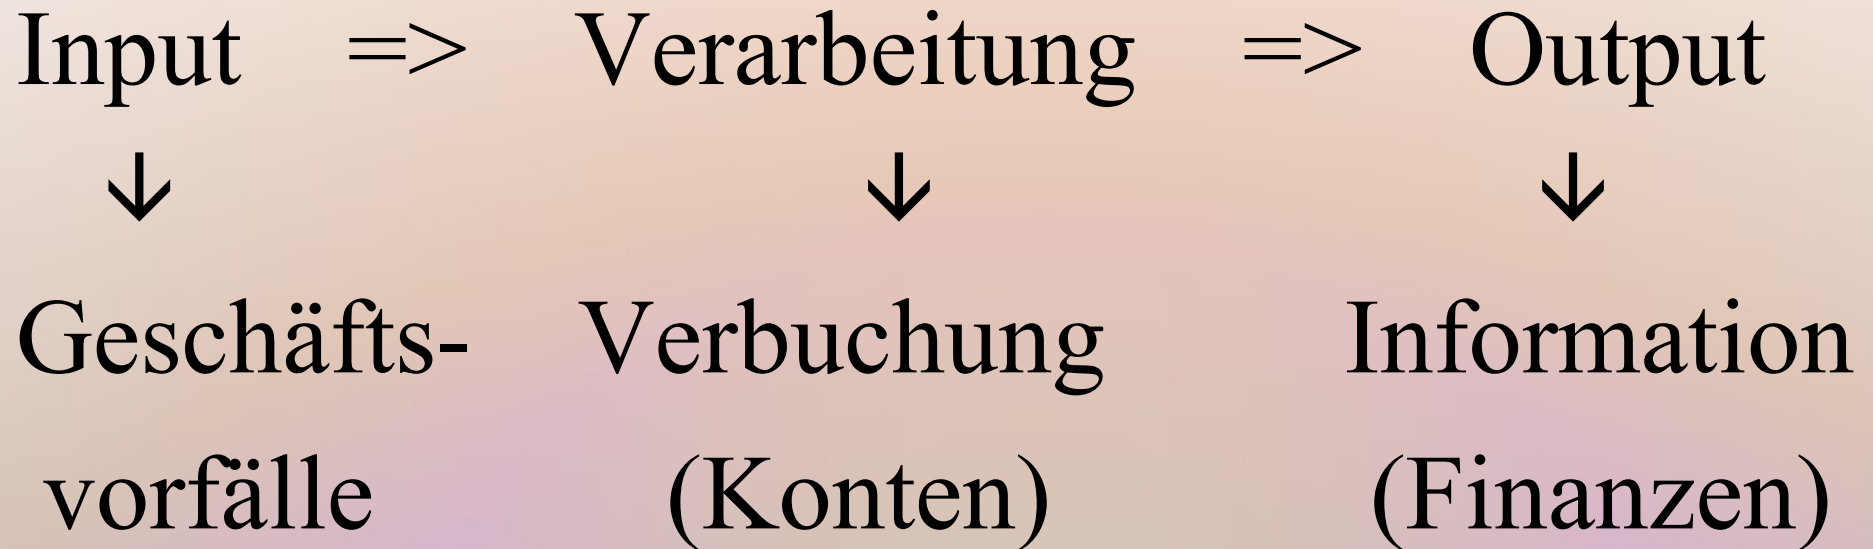 Input => Verarbeitung => Output
↓ ↓ ↓
Geschäfts- Verbuchung Information
vorfälle (Konten) (Finanzen)